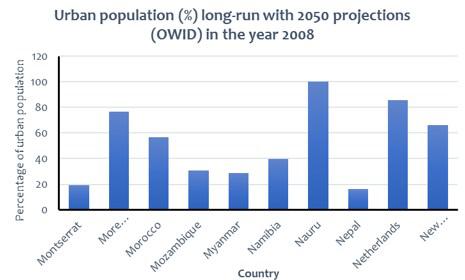 Urban population (%) long-run with 2050 projections
(OWID) in the year 2008
Percentage of urban population
120
100
80
60
40
20
0
Montserrat
More...
Morocco
Mozambique
Myanmar
Namibia
Nauru
Nepal
Netherlands
New...
Country